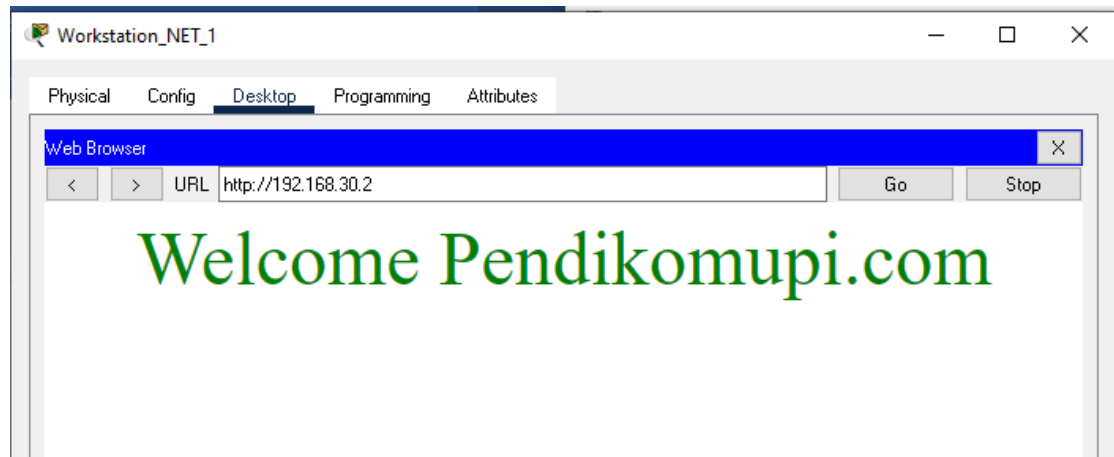 Workstation_NET_1
Physical Config Desktop Programming Attributes
Web Browser X
< > URL http://192.168.30.2 Go Stop
Welcome Pendikomupi.com